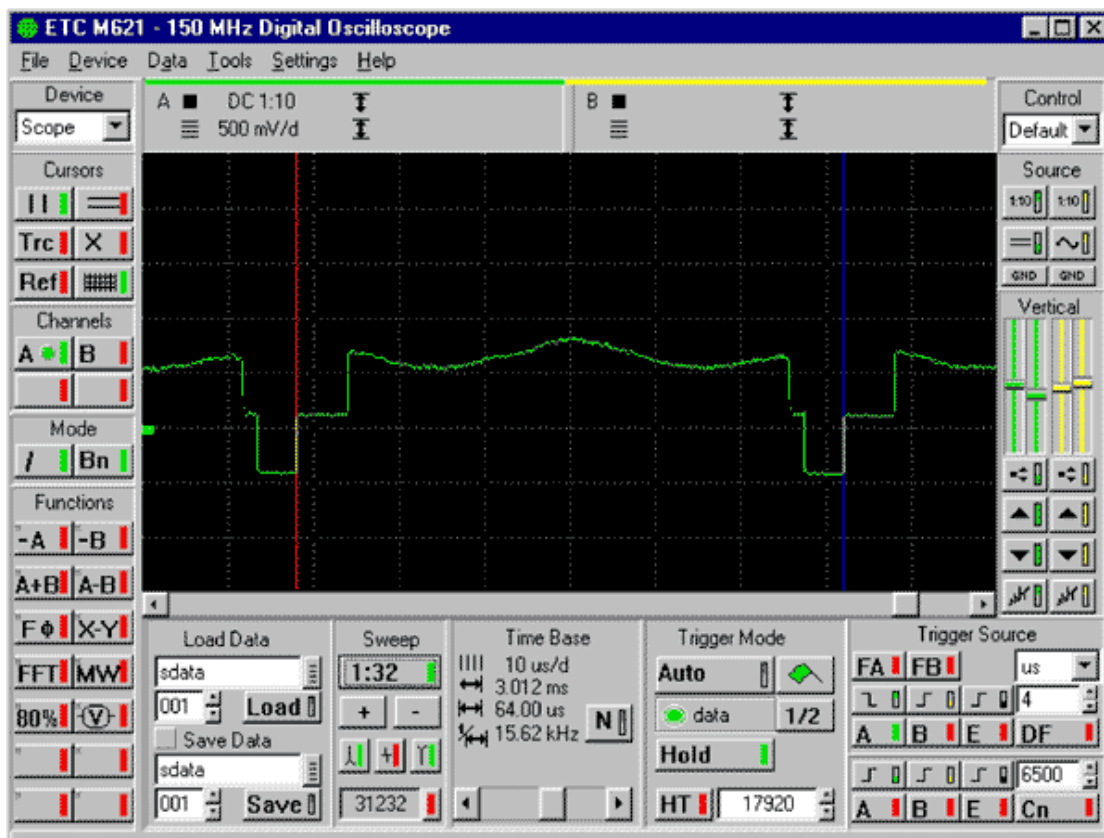 ETC M621 - 150 MHz Digital Oscilloscope
File Device Data Tools Settings Help
Device
Scope
A DC 1:10
500 mV/d
B
Control
Default
Cursors
Trc X
Ref
Channels
A B
Mode
/ Bn
Functions
-A -B
A+B A-B
F Φ X-Y
FFT MW
80% V
Source
1:10 1:10
GND GND
Vertical
Load Data
sdata
001 Load
Save Data
sdata
001 Save
Sweep
1:32
+ -
31232
Time Base
10 us/d
3.012 ms
64.00 us
15.62 kHz
N
Trigger Mode
Auto
data 1/2
Hold
HT 17920
Trigger Source
FA FB us
4
A B E DF
6500
A B E Cn